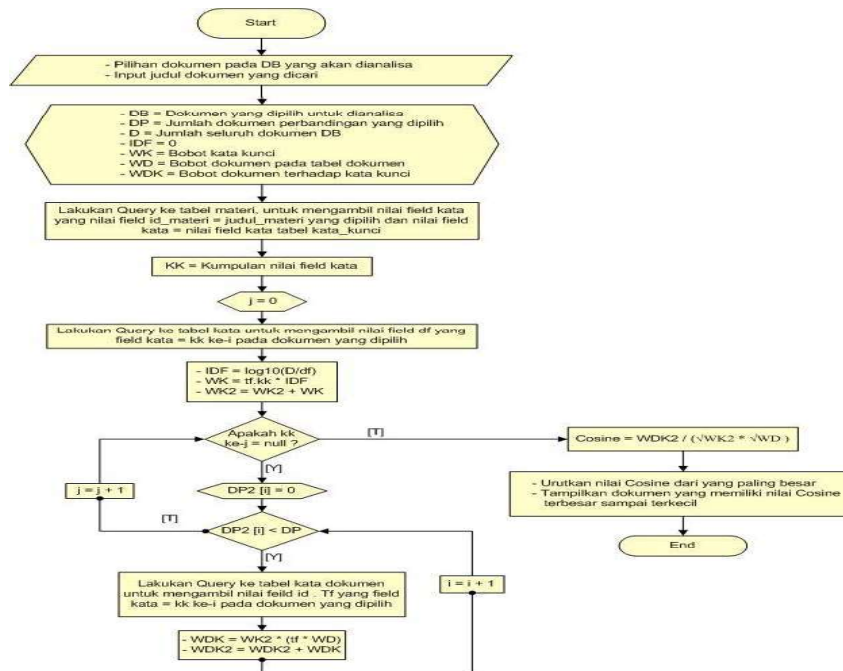 Start
- Pilihan dokumen pada DB yang akan dianalisa
- Input judul dokumen yang dicari
- DB = Dokumen yang dipilih untuk dianalisa
- DP = Jumlah dokumen perbandingan yang dipilih
- D = Jumlah seluruh dokumen DB
- IDF = 0
- WK = Bobot kata kunci
- WD = Bobot dokumen pada tabel dokumen
- WDK = Bobot dokumen terhadap kata kunci
Lakukan Query ke tabel materi, untuk mengambil nilai field kata
yang nilai field id_materi = judul_materi yang dipilih dan nilai field
kata = nilai field kata tabel kata_kunci
KK = Kumpulan nilai field kata
j = 0
Lakukan Query ke tabel kata untuk mengambil nilai field df yang
field kata = kk ke-i pada dokumen yang dipilih
- IDF = log10(D/df)
- WK = tf.kk * IDF
- WK2 = WK2 + WK
Apakah kk
ke-j = null ?
[T]
Cosine = WDK2 / (√WK2 * √WD )
[Y]
j = j + 1
DP2 [i] = 0
- Urutkan nilai Cosine dari yang paling besar
- Tampilkan dokumen yang memiliki nilai Cosine
terbesar sampai terkecil
[T]
DP2 [i] < DP
End
[Y]
Lakukan Query ke tabel kata dokumen
untuk mengambil nilai feild id . Tf yang field
kata = kk ke-i pada dokumen yang dipilih
i = i + 1
- WDK = WK2 * (tf * WD)
- WDK2 = WDK2 + WDK